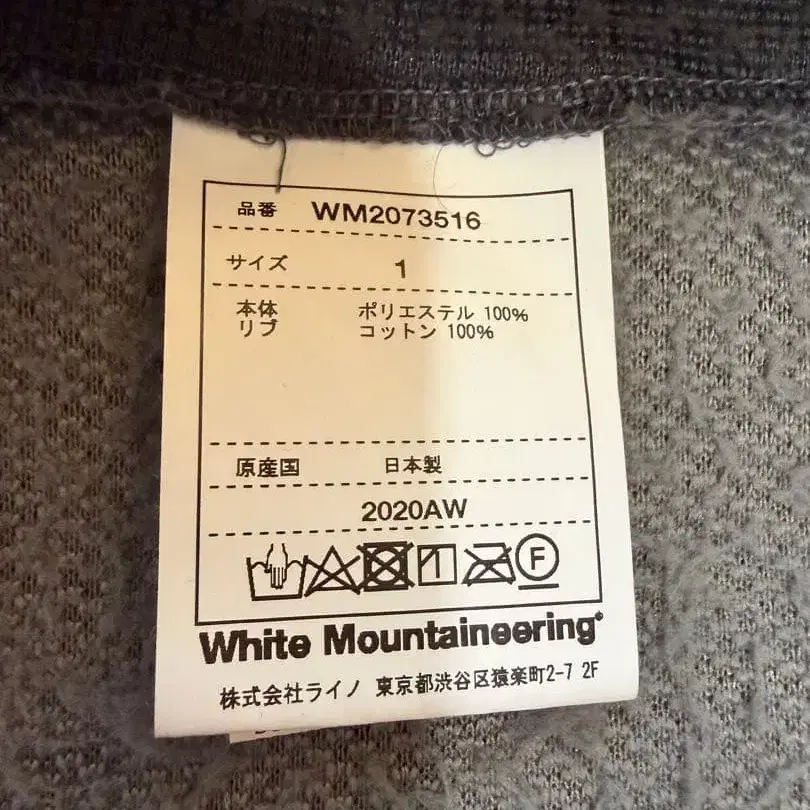 品番 WM2073516
サイズ 1
本体 ポリエステル 100%
リブ コットン 100%
原産国 日本製
2020AW
F
White Mountaineering
株式会社ライノ 東京都渋谷区猿楽町2-7 2F